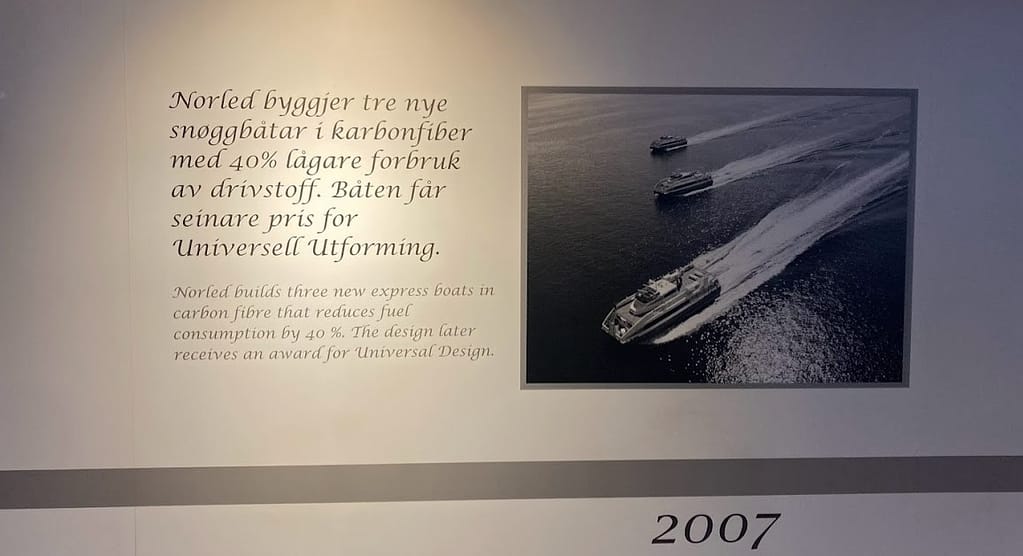 Norled byggjer tre nye
snøggbåtar i karbonfiber
med 40% lågare forbruk
av drivstoff. Båten får
seinare pris for
Universell Utforming.
Norled builds three new express boats in
carbon fibre that reduces fuel
consumption by 40 %. The design later
receives an award for Universal Design.
2007